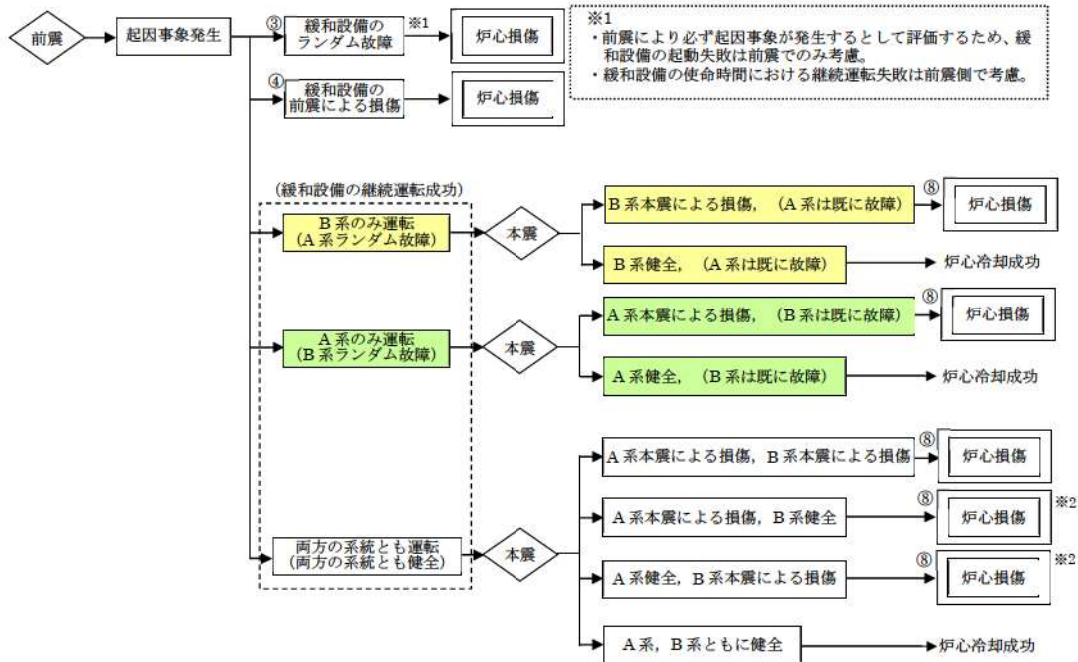 前震
起因事象発生
③
緩和設備の
ランダム故障
※1
炉心損傷
※1
・前震により必ず起因事象が発生するとして評価するため、緩
和設備の起動失敗は前震でのみ考慮。
・緩和設備の使命時間における継続運転失敗は前震側で考慮。
④
緩和設備の
前震による損傷
炉心損傷
(緩和設備の継続運転成功)
B系のみ運転
(A系ランダム故障)
本震
B系本震による損傷, (A系は既に故障)
⑧
炉心損傷
B系健全, (A系は既に故障)
炉心冷却成功
A系のみ運転
(B系ランダム故障)
本震
A系本震による損傷, (B系は既に故障)
⑧
炉心損傷
A系健全, (B系は既に故障)
炉心冷却成功
両方の系統とも運転
(両方の系統とも健全)
本震
A系本震による損傷, B系本震による損傷
⑧
炉心損傷
A系本震による損傷, B系健全
⑧
炉心損傷
※2
A系健全, B系本震による損傷
⑧
炉心損傷
※2
A系, B系ともに健全
炉心冷却成功